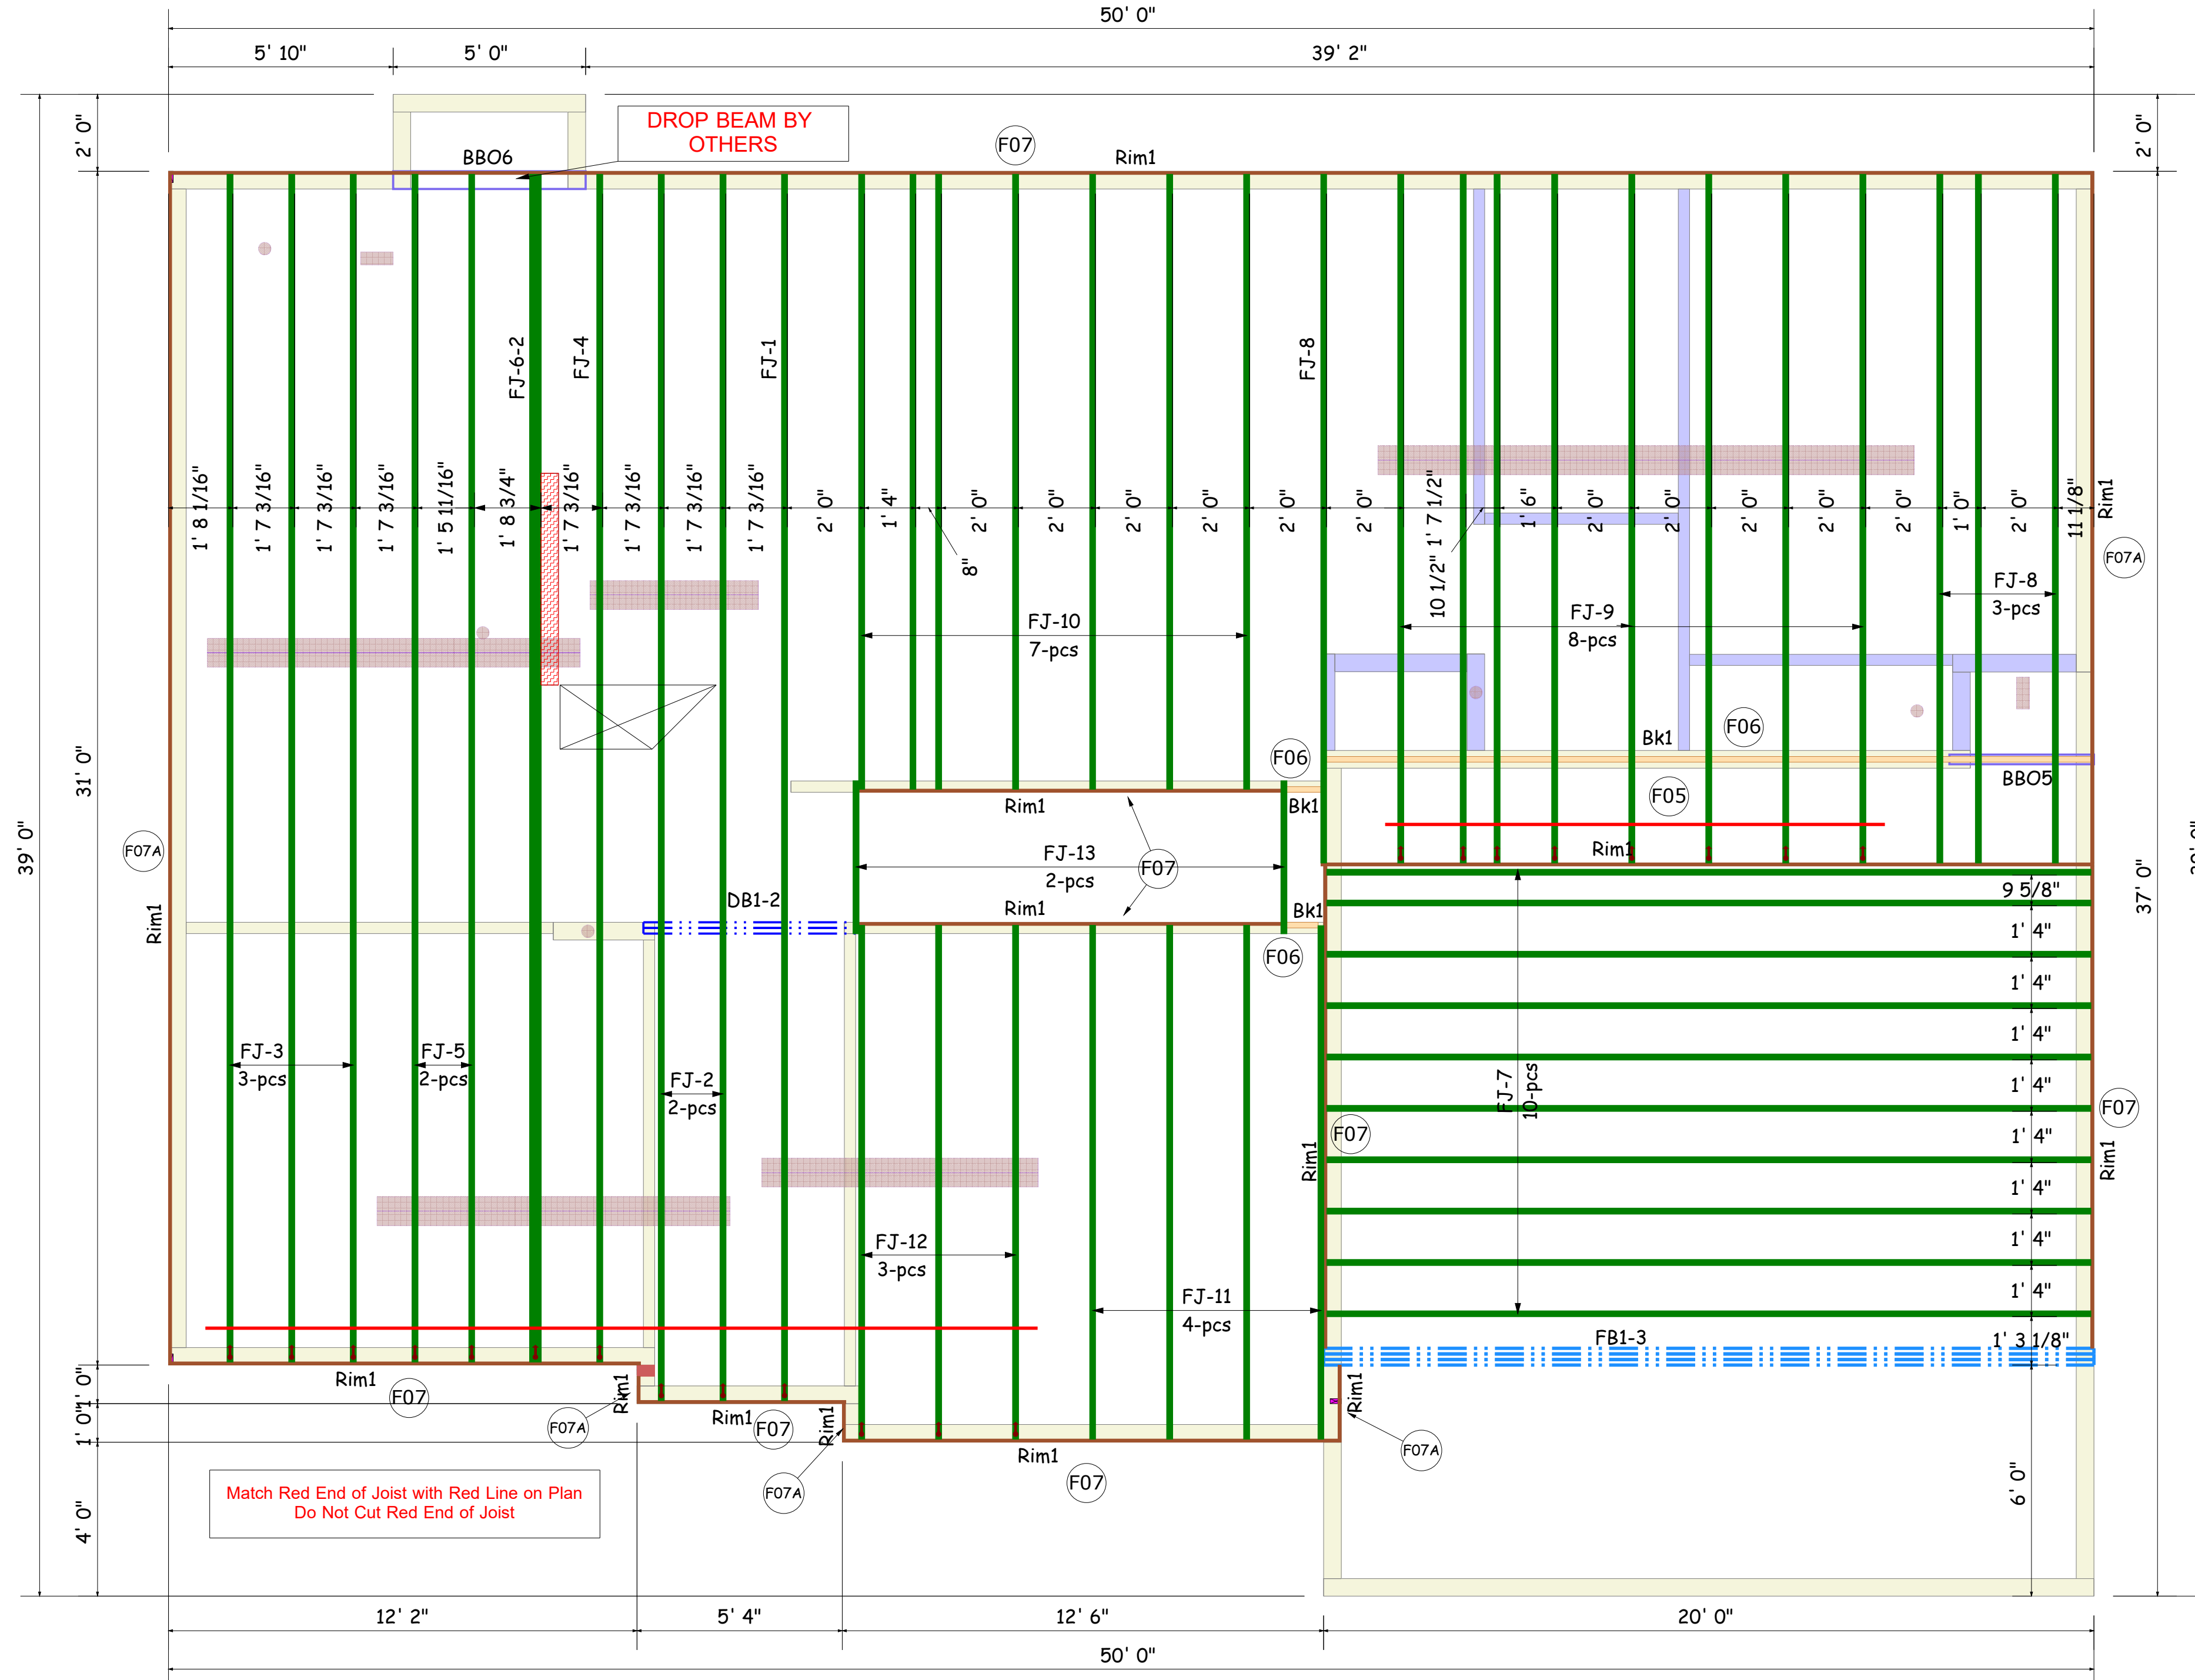 50' 0"
5' 10"
5' 0"
39' 2"
2' 0"
2' 0"
DROP BEAM BY
OTHERS
BBO6
F07
Rim1
FJ-6-2
FJ-4
FJ-1
FJ-8
1' 8 1/16"
1' 7 3/16"
1' 7 3/16"
1' 7 3/16"
1' 5 11/16"
1' 8 3/4"
1' 7 3/16"
1' 7 3/16"
1' 7 3/16"
1' 7 3/16"
2' 0"
1' 4"
8"
2' 0"
2' 0"
2' 0"
2' 0"
2' 0"
2' 0"
1' 7 1/2"
10 1/2"
1' 6"
2' 0"
2' 0"
2' 0"
2' 0"
2' 0"
1' 0"
2' 0"
11 1/8"
Rim1
F07A
FJ-8
3-pcs
FJ-10
7-pcs
FJ-9
8-pcs
31' 0"
39' 0"
37' 0"
F06
Bk1
F06
BBO5
Rim1
Bk1
F05
Rim1
F07A
FJ-13
2-pcs
F07
DB1-2
Rim1
Bk1
F06
Rim1
9 5/8"
1' 4"
1' 4"
1' 4"
1' 4"
1' 4"
1' 4"
1' 4"
1' 4"
1' 3 1/8"
FJ-3
3-pcs
FJ-5
2-pcs
FJ-2
2-pcs
FJ-7
10-pcs
F07
F07
Rim1
Rim1
FJ-12
3-pcs
FJ-11
4-pcs
FB1-3
Rim1
F07
Rim1
F07A
Rim1
F07
Rim1
F07A
Rim1
F07
Rim1
F07A
1' 0"
1' 0"
4' 0"
6' 0"
Match Red End of Joist with Red Line on Plan
Do Not Cut Red End of Joist
12' 2"
5' 4"
12' 6"
20' 0"
50' 0"